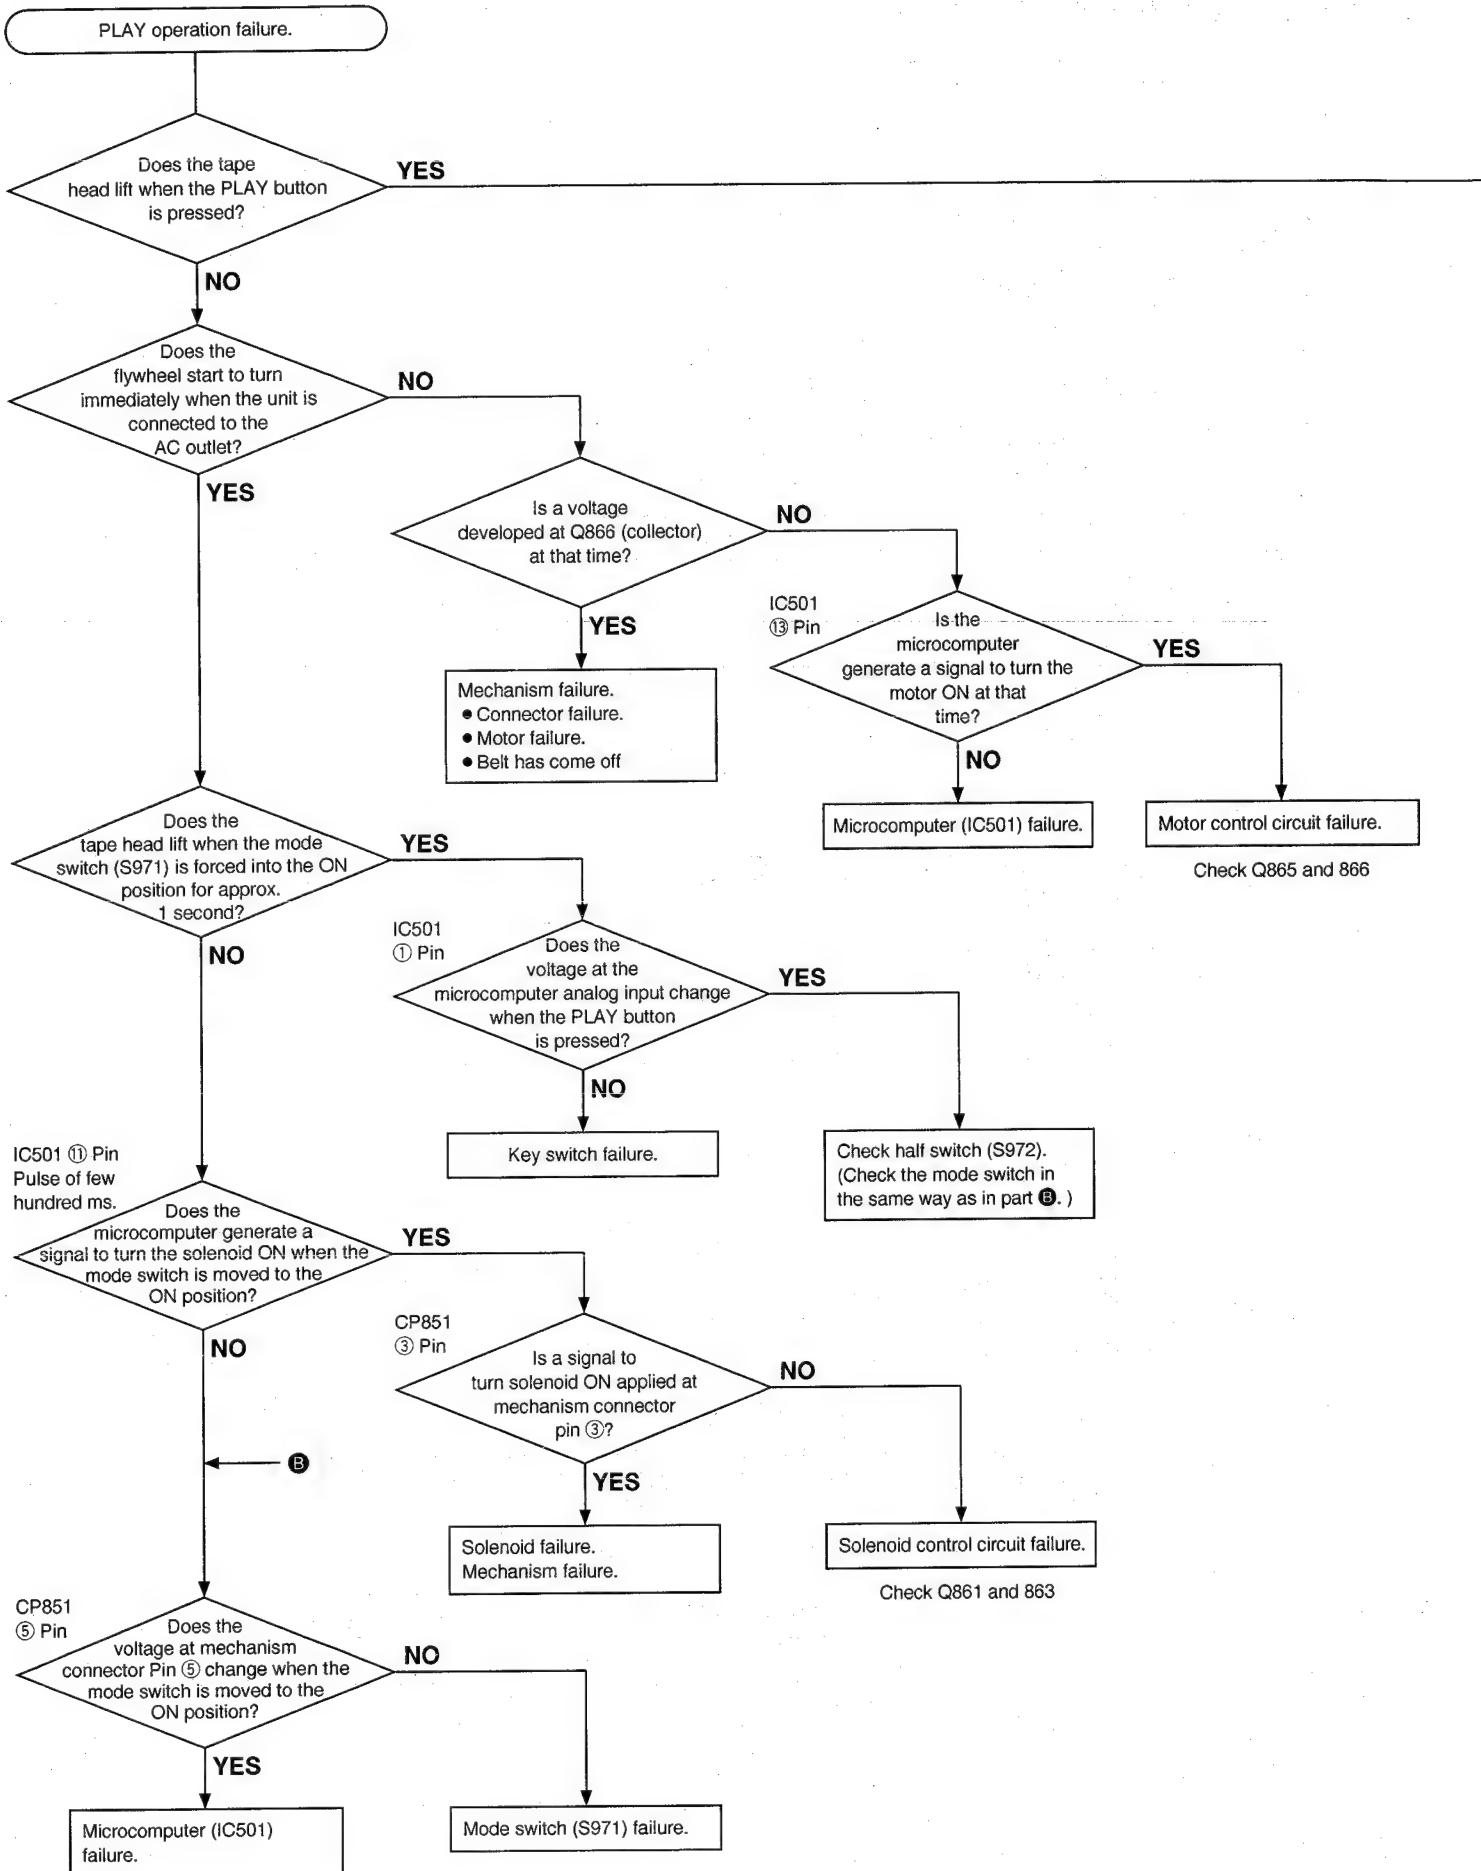 PLAY operation failure.
Does the tape
head lift when the PLAY button
is pressed?
YES
NO
Does the
flywheel start to turn
immediately when the unit is
connected to the
AC outlet?
NO
YES
Is a voltage
developed at Q866 (collector)
at that time?
NO
YES
Mechanism failure.
● Connector failure.
● Motor failure.
● Belt has come off
IC501
⑬ Pin
Is the
microcomputer
generate a signal to turn the
motor ON at that
time?
YES
NO
Microcomputer (IC501) failure.
Motor control circuit failure.
Check Q865 and 866
Does the
tape head lift when the mode
switch (S971) is forced into the ON
position for approx.
1 second?
YES
NO
IC501
① Pin
Does the
voltage at the
microcomputer analog input change
when the PLAY button
is pressed?
YES
NO
Key switch failure.
Check half switch (S972).
(Check the mode switch in
the same way as in part B. )
IC501 ⑪ Pin
Pulse of few
hundred ms.
Does the
microcomputer generate a
signal to turn the solenoid ON when the
mode switch is moved to the
ON position?
YES
NO
CP851
③ Pin
Is a signal to
turn solenoid ON applied at
mechanism connector
pin ③?
NO
YES
B
Solenoid failure.
Mechanism failure.
Solenoid control circuit failure.
Check Q861 and 863
CP851
⑤ Pin
Does the
voltage at mechanism
connector Pin ⑤ change when the
mode switch is moved to the
ON position?
NO
YES
Microcomputer (IC501)
failure.
Mode switch (S971) failure.